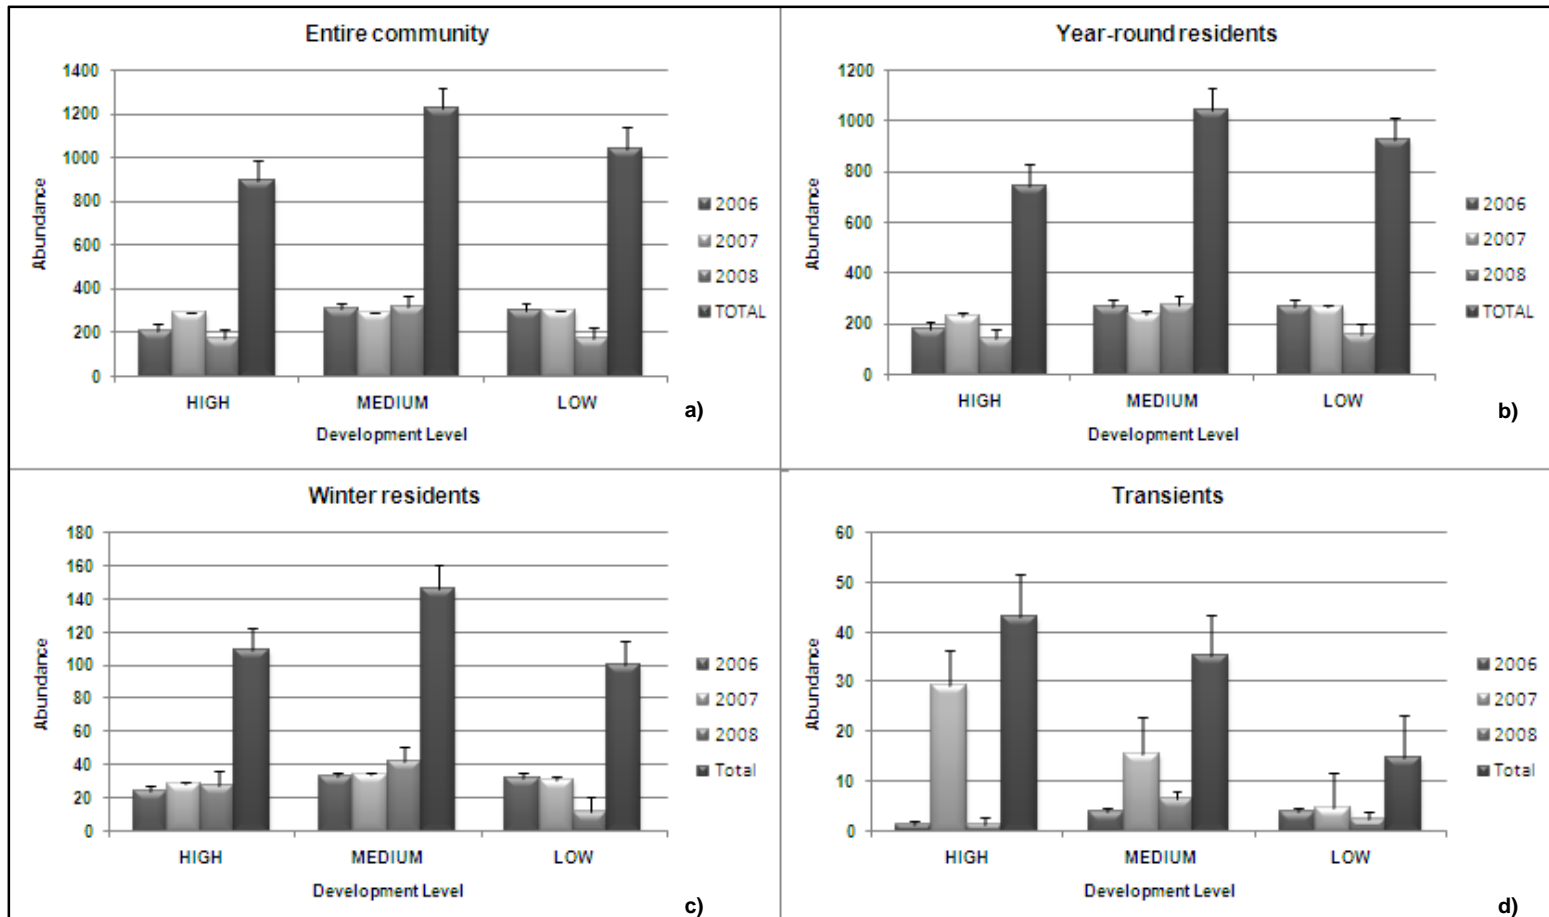 Entire community
1400
1200
1000
800
600
400
200
0
Abundance
HIGH
MEDIUM
LOW
Development Level
2006
2007
2008
TOTAL
a)
Year-round residents
1200
1000
800
600
400
200
0
Abundance
HIGH
MEDIUM
LOW
Development Level
2006
2007
2008
TOTAL
b)
Winter residents
180
160
140
120
100
80
60
40
20
0
Abundance
HIGH
MEDIUM
LOW
Development Level
2006
2007
2008
Total
c)
Transients
60
50
40
30
20
10
0
Abundance
HIGH
MEDIUM
LOW
Development Level
2006
2007
2008
Total
d)